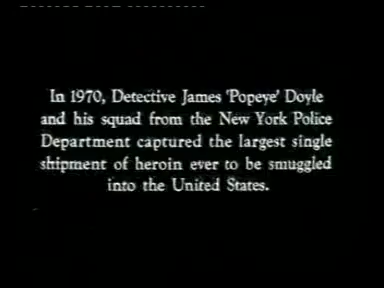 In 1970, Detective James 'Popeye' Doyle
and his squad from the New York Police
Department captured the largest single
shipment of heroin ever to be smuggled
into the United States.